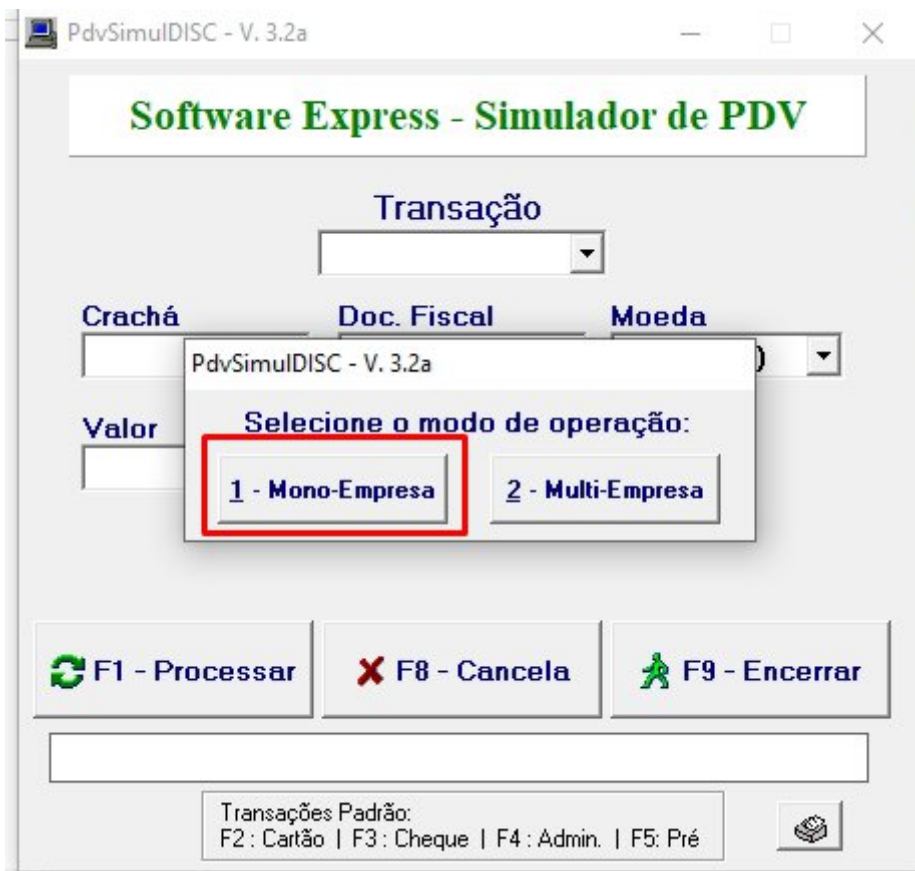 PdvSimulDISC - V. 3.2a
Software Express - Simulador de PDV
Transação
Crachá Doc. Fiscal Moeda
)
PdvSimulDISC - V. 3.2a
Valor
Selecione o modo de operação:
1 - Mono-Empresa 2 - Multi-Empresa
F1 - Processar F8 - Cancela F9 - Encerrar
Transações Padrão:
F2 : Cartão | F3 : Cheque | F4 : Admin. | F5: Pré